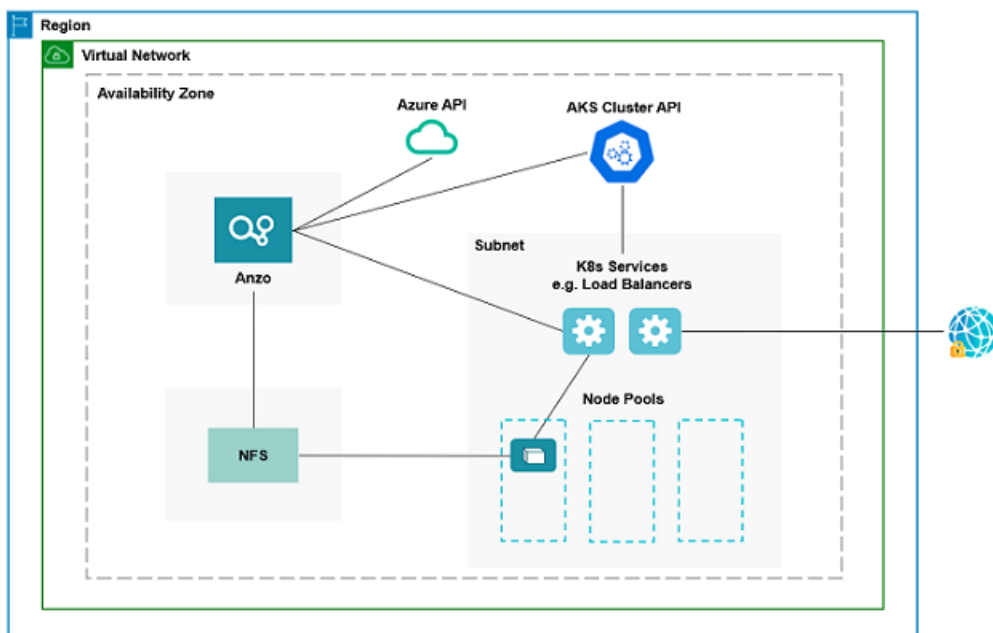 Region
Virtual Network
Availability Zone
Azure API
AKS Cluster API
Subnet
K8s Services
e.g. Load Balancers
Anzo
Node Pools
NFS